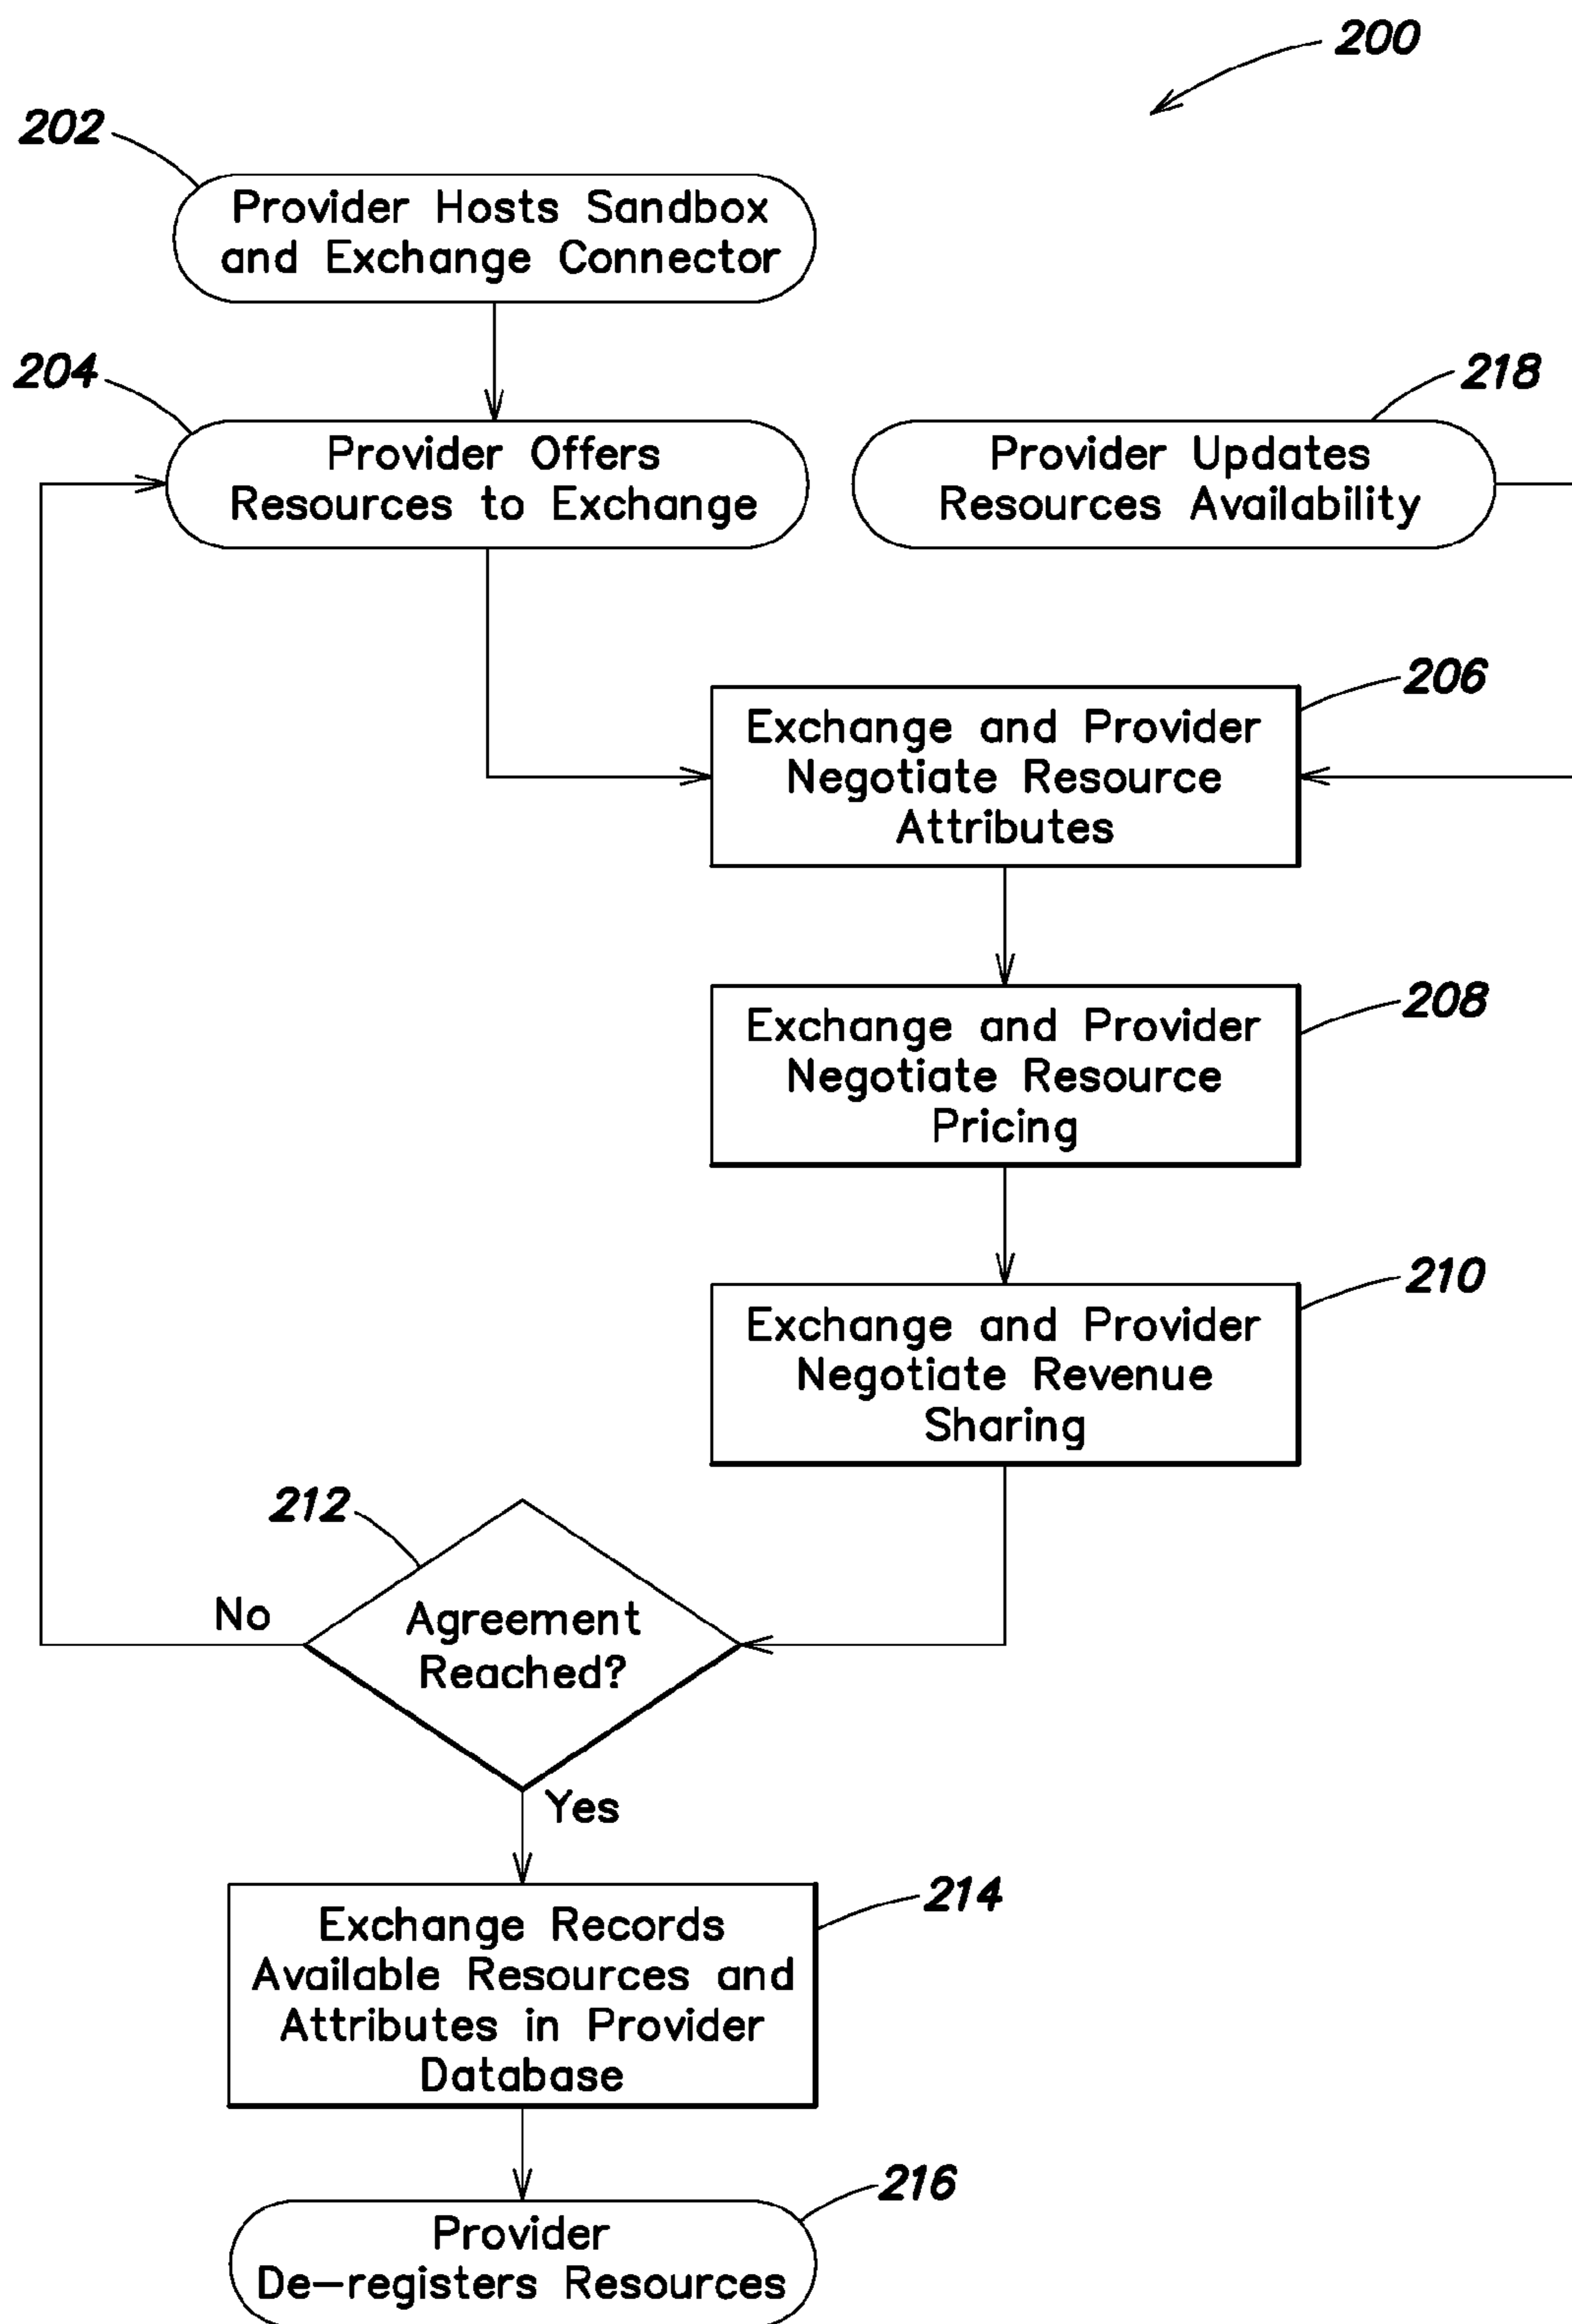 200
202
Provider Hosts Sandbox
and Exchange Connector
204
Provider Offers
Resources to Exchange
218
Provider Updates
Resources Availability
206
Exchange and Provider
Negotiate Resource
Attributes
208
Exchange and Provider
Negotiate Resource
Pricing
210
Exchange and Provider
Negotiate Revenue
Sharing
212
No
Agreement
Reached?
Yes
214
Exchange Records
Available Resources and
Attributes in Provider
Database
216
Provider
De-registers Resources